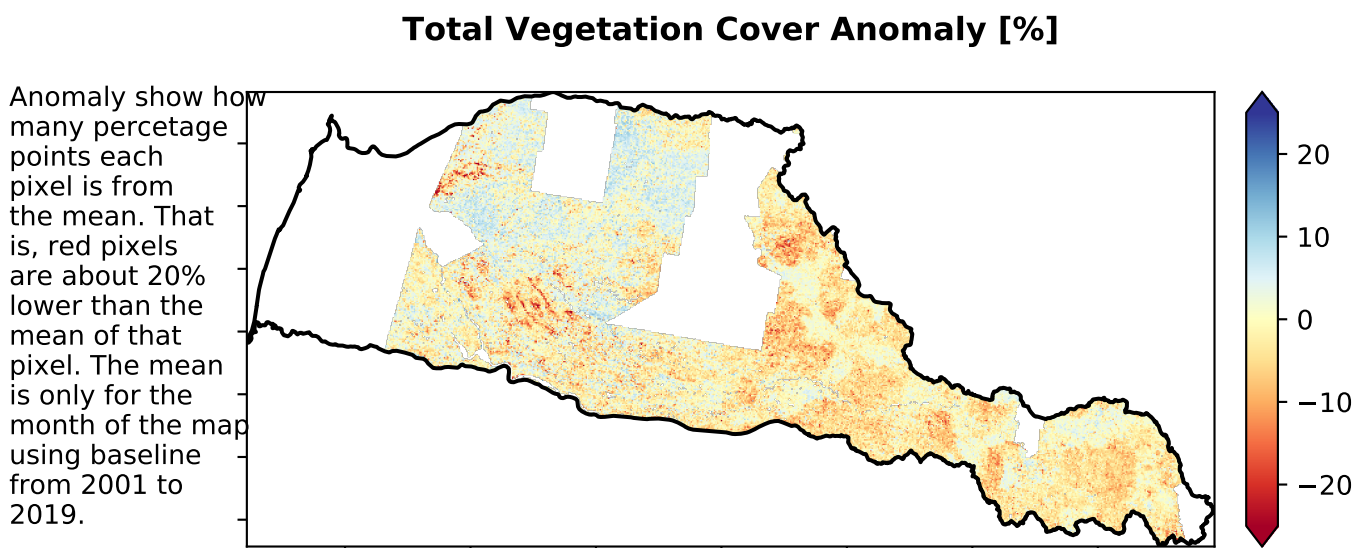 Total Vegetation Cover Anomaly [%]
Anomaly show how
many percetage
points each
pixel is from
the mean. That
is, red pixels
are about 20%
lower than the
mean of that
pixel. The mean
is only for the
month of the map
using baseline
from 2001 to
2019.
20
10
0
−10
−20